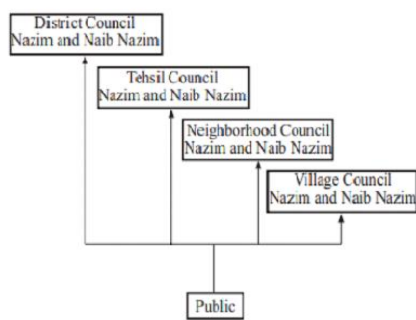 District Council
Nazim and Naib Nazim
Tehsil Council
Nazim and Naib Nazim
Neighborhood Council
Nazim and Naib Nazim
Village Council
Nazim and Naib Nazim
Public